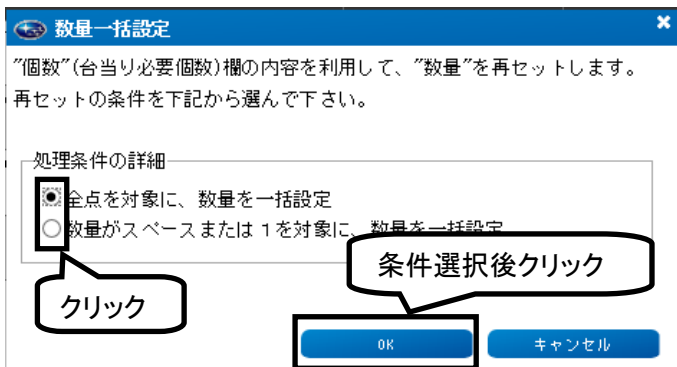 数量一括設定
"個数"(台当り必要個数)欄の内容を利用して、"数量"を再セットします。
再セットの条件を下記から選んで下さい。
処理条件の詳細
全点を対象に、数量を一括設定
数量がスペースまたは1を対象に、数量を一括設定
条件選択後クリック
クリック
OK
キャンセル